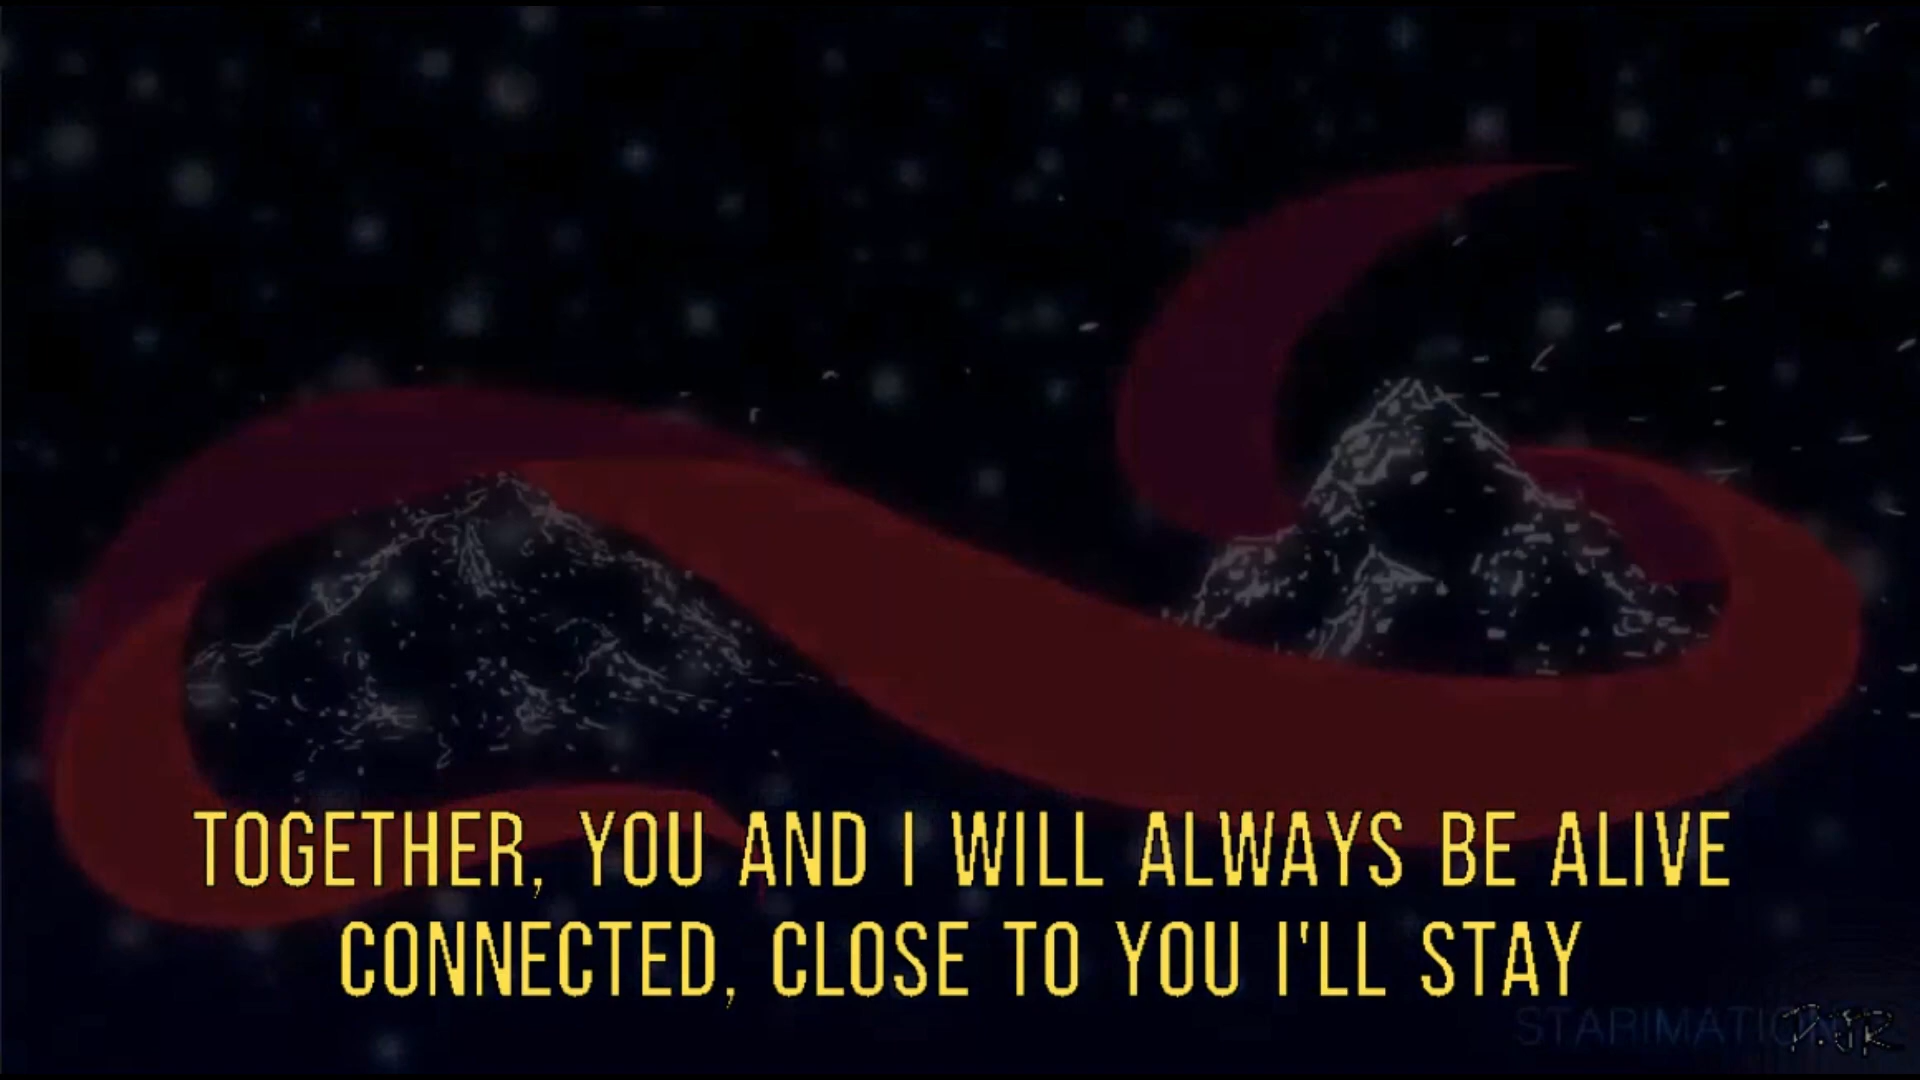 TOGETHER, YOU AND I WILL ALWAYS BE ALIVE
CONNECTED, CLOSE TO YOU I'LL STAY
STARIMATION